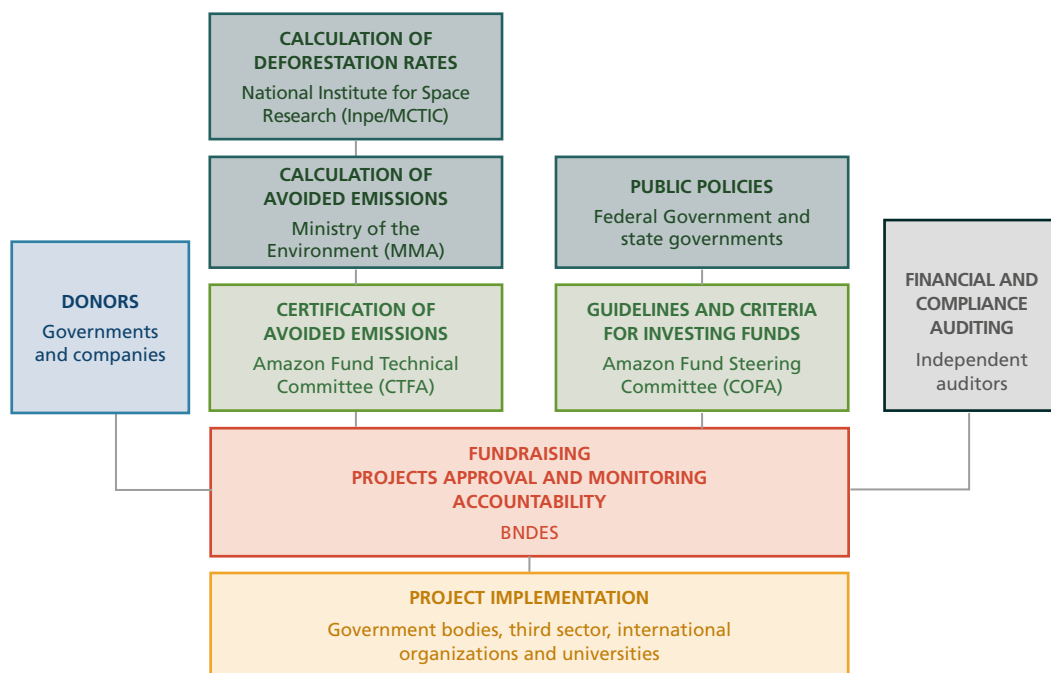 CALCULATION OF
DEFORESTATION RATES
National Institute for Space
Research (Inpe/MCTIC)
CALCULATION OF
AVOIDED EMISSIONS
Ministry of the
Environment (MMA)
PUBLIC POLICIES
Federal Government and
state governments
DONORS
Governments
and companies
CERTIFICATION OF
AVOIDED EMISSIONS
Amazon Fund Technical
Committee (CTFA)
GUIDELINES AND CRITERIA
FOR INVESTING FUNDS
Amazon Fund Steering
Committee (COFA)
FINANCIAL AND
COMPLIANCE
AUDITING
Independent
auditors
FUNDRAISING
PROJECTS APPROVAL AND MONITORING
ACCOUNTABILITY
BNDES
PROJECT IMPLEMENTATION
Government bodies, third sector, international
organizations and universities